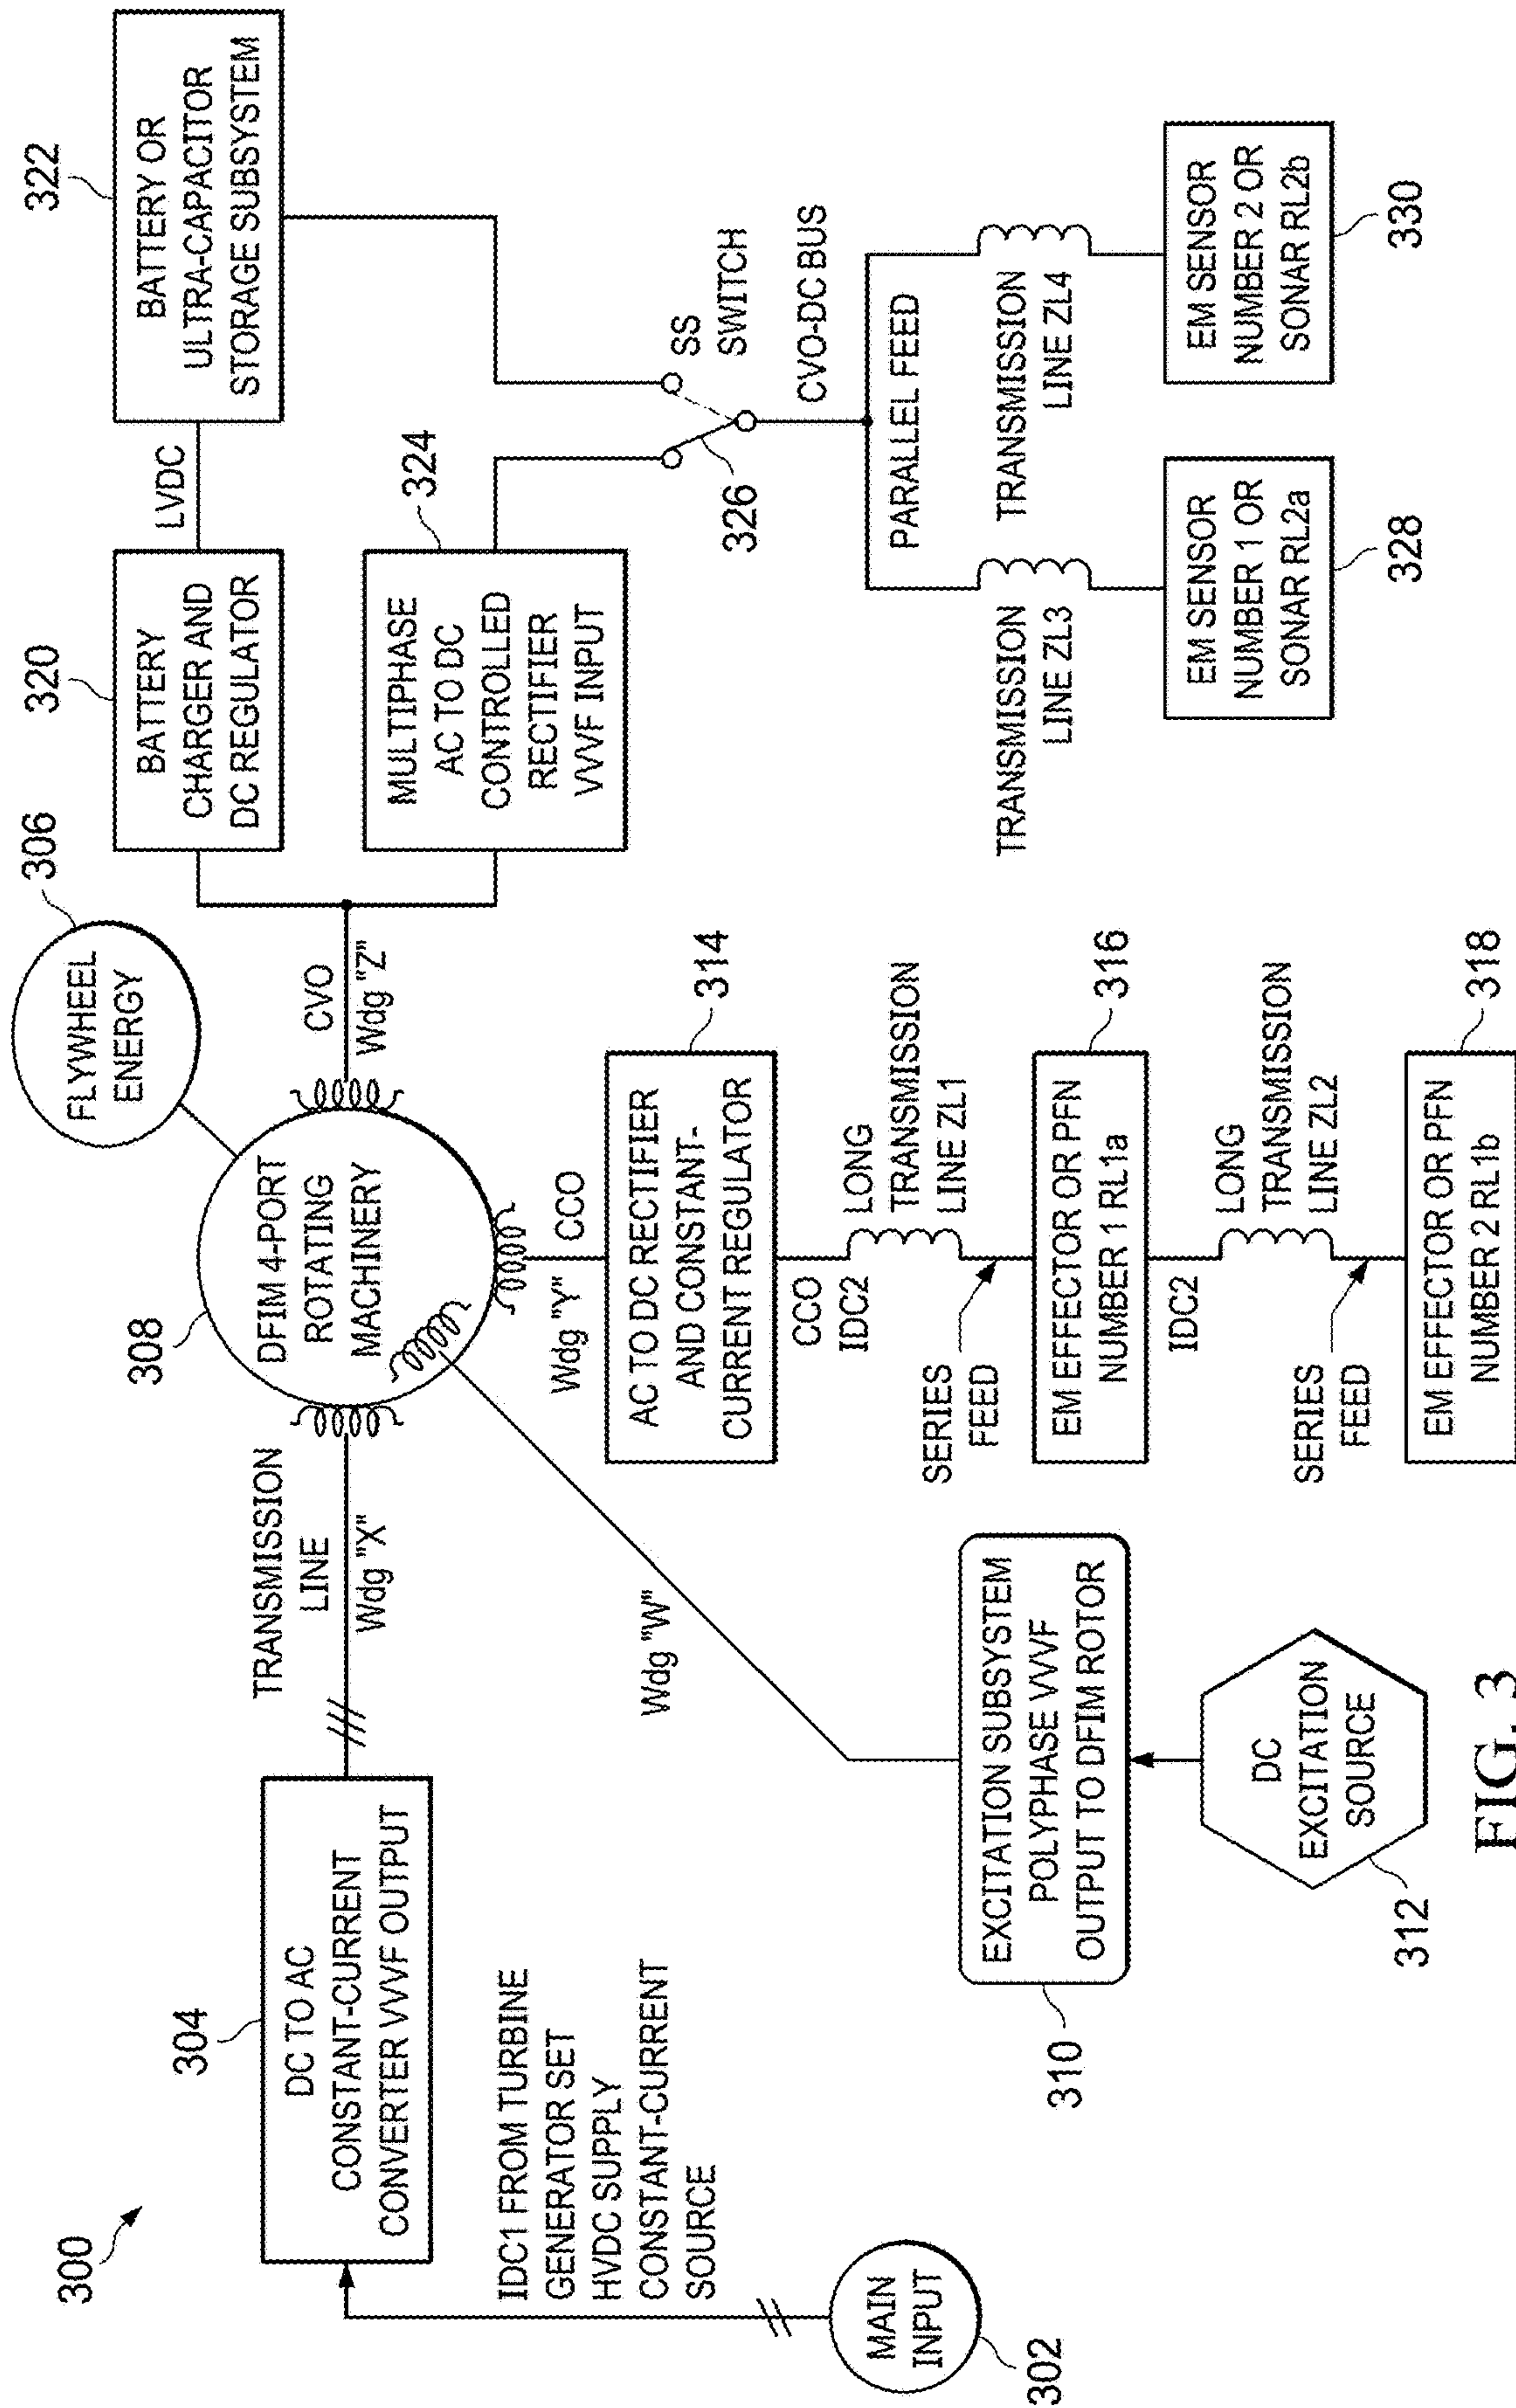 300
MAIN
INPUT
302
IDC1 FROM TURBINE
GENERATOR SET
HVDC SUPPLY
CONSTANT-CURRENT
SOURCE
304
DC TO AC
CONSTANT-CURRENT
CONVERTER VVVF OUTPUT
TRANSMISSION
LINE
Wdg "X"
308
DFIM 4-PORT
ROTATING
MACHINERY
FLYWHEEL
ENERGY
306
Wdg "W"
310
EXCITATION SUBSYSTEM
POLYPHASE VVVF
OUTPUT TO DFIM ROTOR
DC
EXCITATION
SOURCE
312
Wdg "Y"
CCO
314
AC TO DC RECTIFIER
AND CONSTANT-
CURRENT REGULATOR
CCO
IDC2
LONG
TRANSMISSION
LINE ZL1
SERIES
FEED
316
EM EFFECTOR OR PFN
NUMBER 1 RL1a
IDC2
LONG
TRANSMISSION
LINE ZL2
SERIES
FEED
318
EM EFFECTOR OR PFN
NUMBER 2 RL1b
CVO
Wdg "Z"
320
BATTERY
CHARGER AND
DC REGULATOR
LVDC
322
BATTERY OR
ULTRA-CAPACITOR
STORAGE SUBSYSTEM
324
MULTIPHASE
AC TO DC
CONTROLLED
RECTIFIER
VVVF INPUT
326
SS
SWITCH
CVO-DC BUS
PARALLEL FEED
TRANSMISSION
LINE ZL3
TRANSMISSION
LINE ZL4
EM SENSOR
NUMBER 1 OR
SONAR RL2a
328
EM SENSOR
NUMBER 2 OR
SONAR RL2b
330
FIG. 3